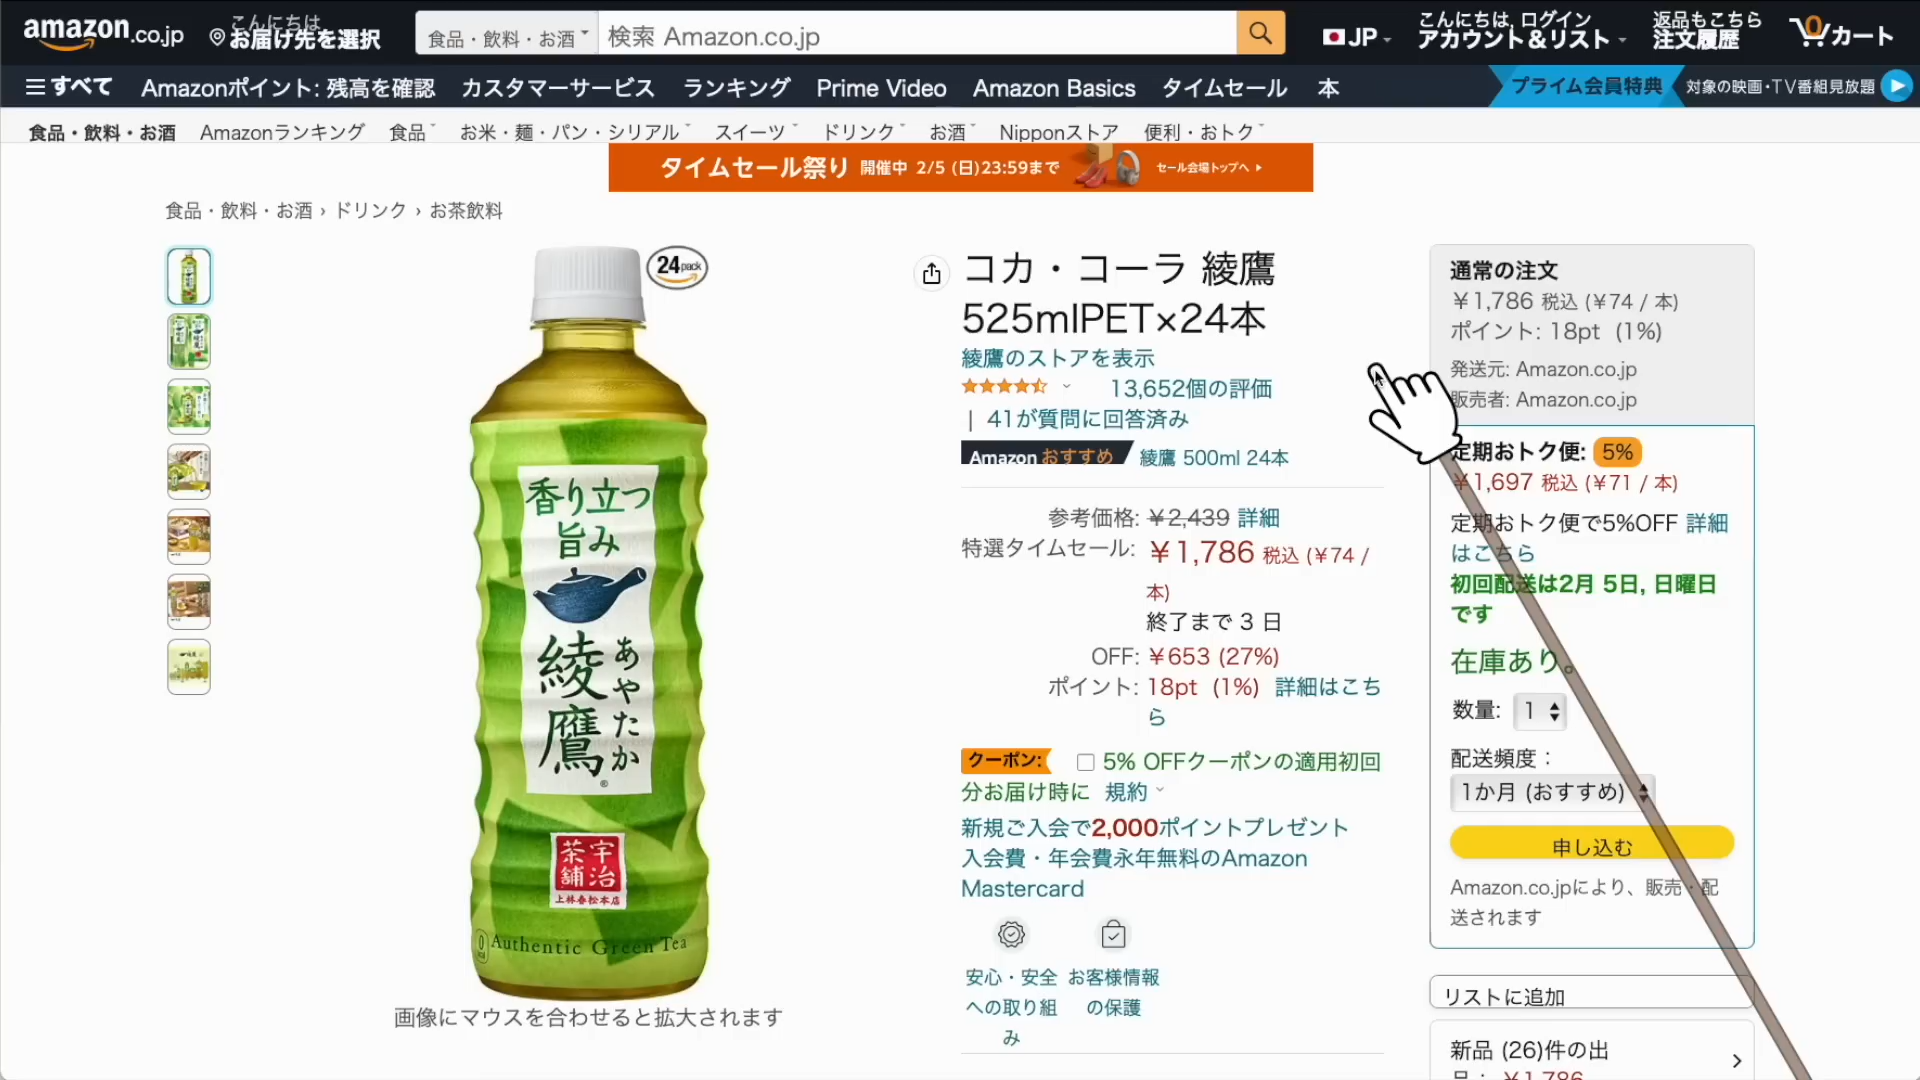 amazon.co.jp
こんにちは
お届け先を選択
食品・飲料・お酒
検索 Amazon.co.jp
JP
こんにちは, ログイン
アカウント＆リスト
返品もこちら
注文履歴
0
カート
すべて
Amazonポイント: 残高を確認
カスタマーサービス
ランキング
Prime Video
Amazon Basics
タイムセール
本
プライム会員特典
対象の映画・TV番組見放題
食品・飲料・お酒
Amazonランキング
食品
お米・麺・パン・シリアル
スイーツ
ドリンク
お酒
Nipponストア
便利・おトク
タイムセール祭り 開催中 2/5 (日)23:59まで
セール会場トップへ
食品・飲料・お酒 › ドリンク › お茶飲料
24 pack
香り立つ
旨み
綾鷹
あやたか
®
宇治
茶舗
上林春松本店
Authentic Green Tea
画像にマウスを合わせると拡大されます
コカ・コーラ 綾鷹
525mlPET×24本
綾鷹のストアを表示
13,652個の評価
| 41が質問に回答済み
Amazon おすすめ
綾鷹 500ml 24本
参考価格: ￥2,439 詳細
特選タイムセール: ￥1,786 税込 (￥74 /
本)
終了まで 3 日
OFF: ￥653 (27%)
ポイント: 18pt (1%) 詳細はこち
ら
クーポン: 5% OFFクーポンの適用初回
分お届け時に 規約
新規ご入会で2,000ポイントプレゼント
入会費・年会費永年無料のAmazon
Mastercard
安心・安全
への取り組
み
お客様情報
の保護
通常の注文
￥1,786 税込 (￥74 / 本)
ポイント: 18pt (1%)
発送元: Amazon.co.jp
販売者: Amazon.co.jp
定期おトク便: 5%
￥1,697 税込 (￥71 / 本)
定期おトク便で5%OFF 詳細
はこちら
初回配送は2月 5日, 日曜日
です
在庫あり。
数量: 1
配送頻度：
1か月 (おすすめ)
申し込む
Amazon.co.jpにより、販売・配
送されます
リストに追加
新品 (26)件の出
品：￥1,786